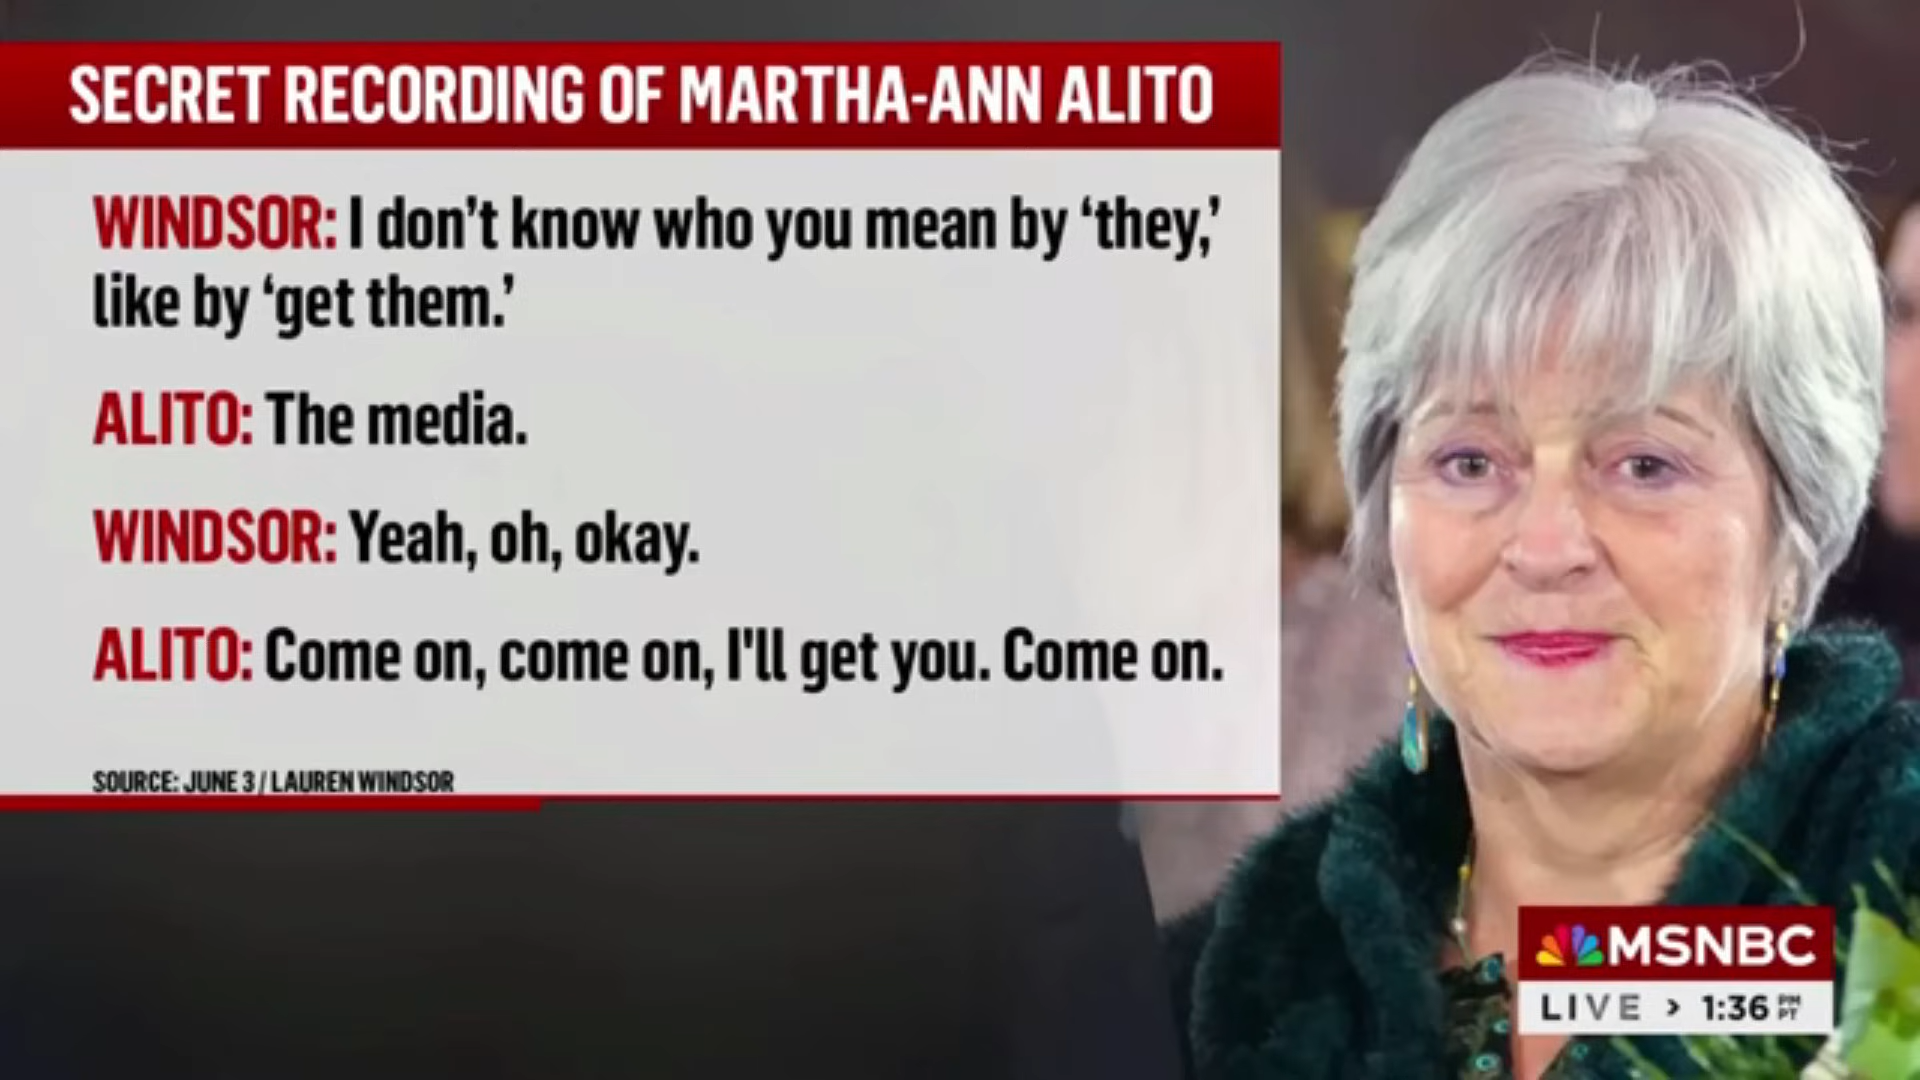 SECRET RECORDING OF MARTHA-ANN ALITO
WINDSOR: I don’t know who you mean by ‘they,’
like by ‘get them.’
ALITO: The media.
WINDSOR: Yeah, oh, okay.
ALITO: Come on, come on, I'll get you. Come on.
SOURCE: JUNE 3 / LAUREN WINDSOR
MSNBC
LIVE > 1:36 PM PT